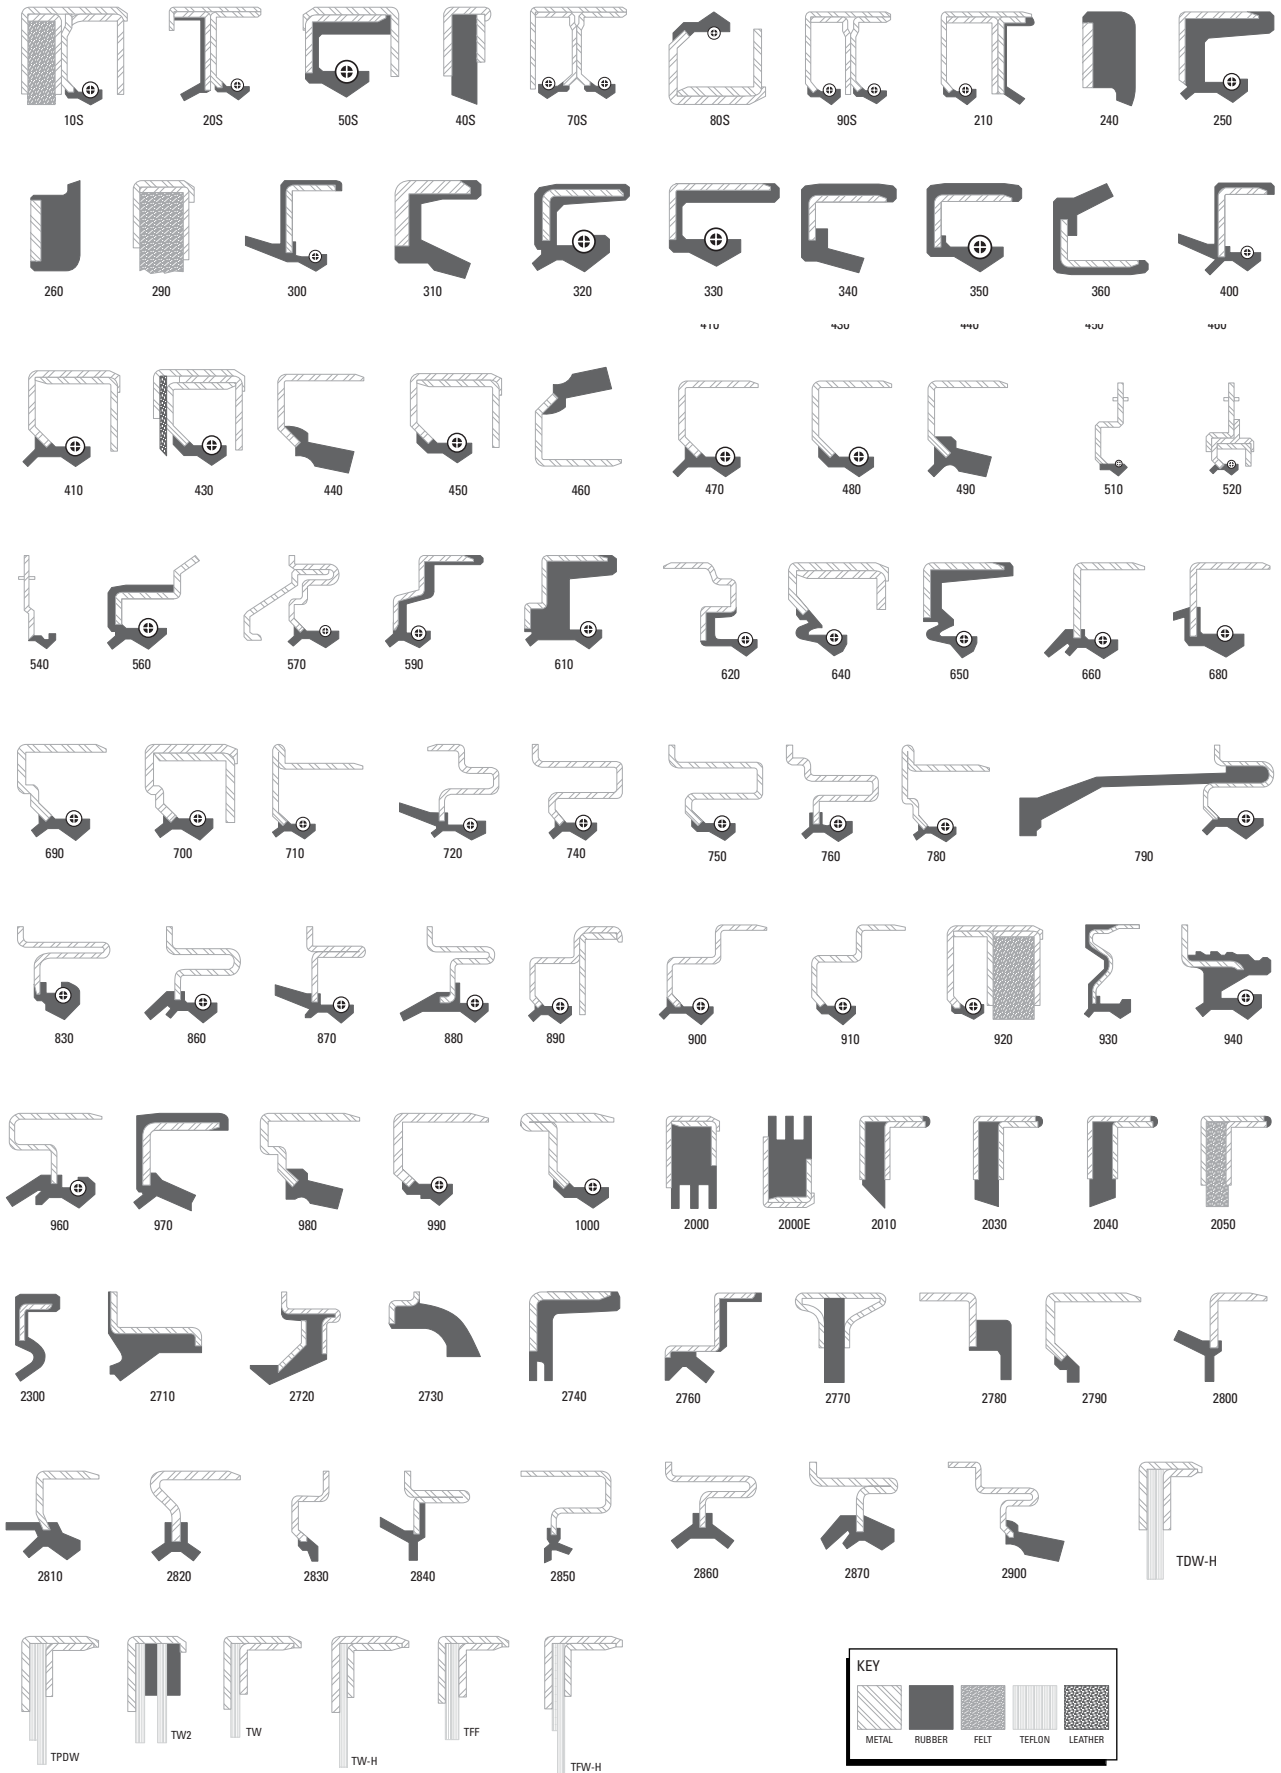 10S 20S 50S 40S 70S 80S 90S 210 240 250
260 290 300 310 320 330 340 350 360 400
410 430 440 450 460
410 430 440 450 460 470 480 490 510 520
540 560 570 590 610 620 640 650 660 680
690 700 710 720 740 750 760 780 790
830 860 870 880 890 900 910 920 930 940
960 970 980 990 1000 2000 2000E 2010 2030 2040 2050
2300 2710 2720 2730 2740 2760 2770 2780 2790 2800
2810 2820 2830 2840 2850 2860 2870 2900 TDW-H
TPDW TW2 TW TW-H TFF TFW-H
KEY
METAL RUBBER FELT TEFLON LEATHER